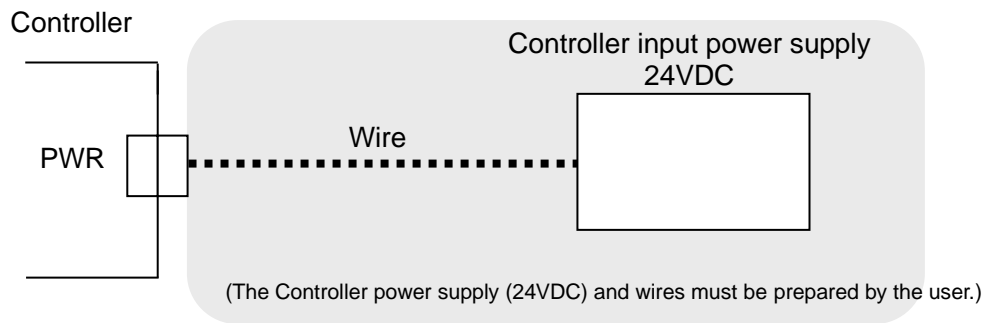 Controller
Controller input power supply
24VDC
Wire
PWR
(The Controller power supply (24VDC) and wires must be prepared by the user.)